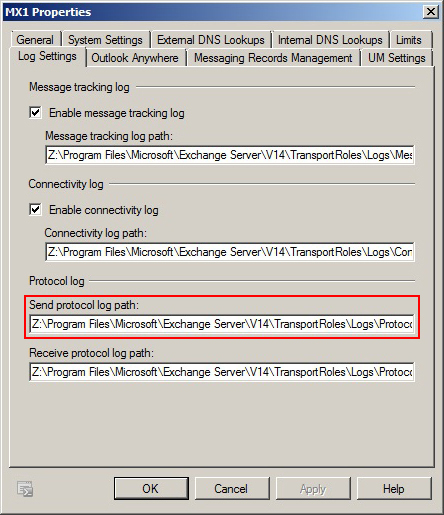 MX1 Properties
General System Settings External DNS Lookups Internal DNS Lookups Limits
Log Settings Outlook Anywhere Messaging Records Management UM Settings
Message tracking log
Enable message tracking log
Message tracking log path:
Z:\Program Files\Microsoft\Exchange Server\V14\TransportRoles\Logs\Mes
Connectivity log
Enable connectivity log
Connectivity log path:
Z:\Program Files\Microsoft\Exchange Server\V14\TransportRoles\Logs\Con
Protocol log
Send protocol log path:
Z:\Program Files\Microsoft\Exchange Server\V14\TransportRoles\Logs\Protoco
Receive protocol log path:
Z:\Program Files\Microsoft\Exchange Server\V14\TransportRoles\Logs\Protoco
OK Cancel Apply Help